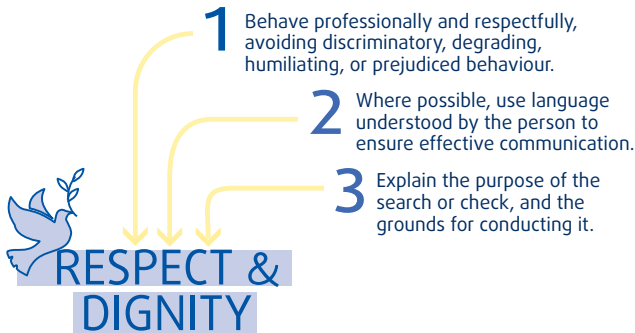 1
Behave professionally and respectfully,
avoiding discriminatory, degrading,
humiliating, or prejudiced behaviour.
2
Where possible, use language
understood by the person to
ensure effective communication.
3
Explain the purpose of the
search or check, and the
grounds for conducting it.
RESPECT &
DIGNITY